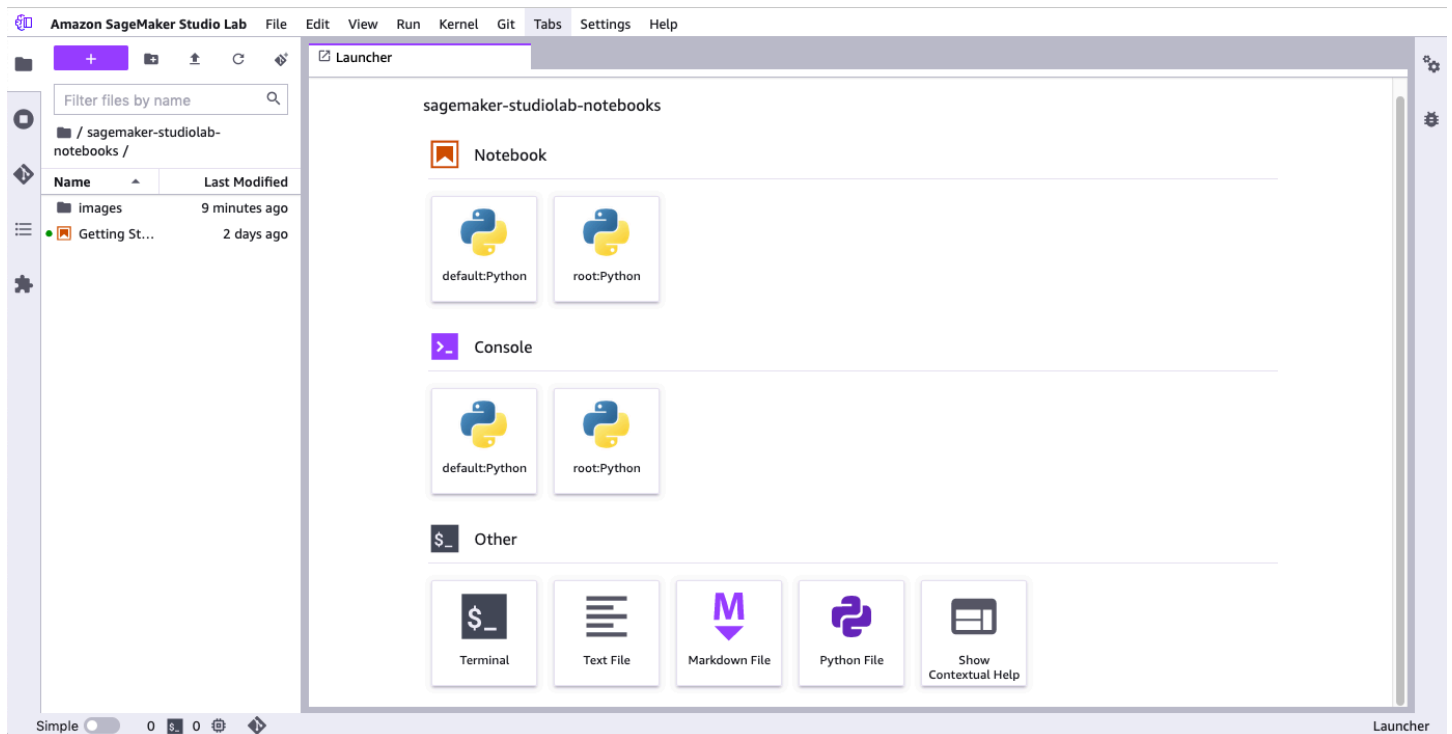 Amazon SageMaker Studio Lab File Edit View Run Kernel Git Tabs Settings Help
+
Filter files by name
/ sagemaker-studiolab-
notebooks /
Name Last Modified
images 9 minutes ago
Getting St... 2 days ago
Launcher
sagemaker-studiolab-notebooks
Notebook
default:Python root:Python
>_ Console
default:Python root:Python
$_ Other
$_
M
Terminal Text File Markdown File Python File Show
Contextual Help
Simple 0 $_ 0 Launcher